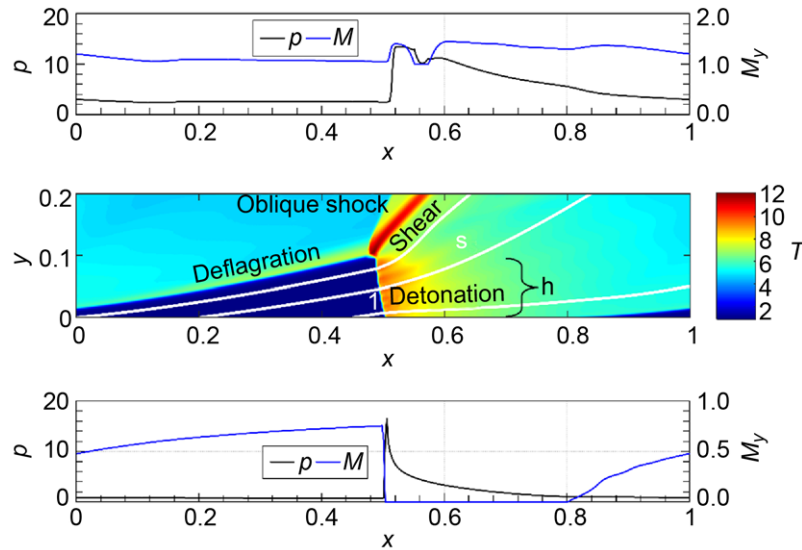 20 2.0
p M
p 10 1.0 M_y
0 0.0
0 0.2 0.4 0.6 0.8 1
x
0.2 Oblique shock 12
Shear 10
s 8
y 0.1 Deflagration T
6
1 Detonation h 4
0 2
0 0.2 0.4 0.6 0.8 1
x
20 1.0
p 10 p M 0.5 M_y
0 0.0
0 0.2 0.4 0.6 0.8 1
x